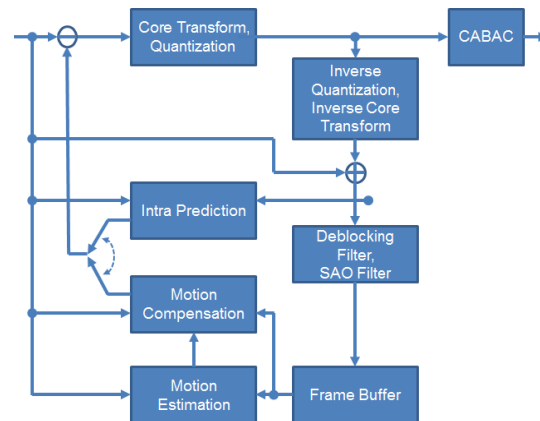 Core Transform,
Quantization
CABAC
Inverse
Quantization,
Inverse Core
Transform
Intra Prediction
Deblocking
Filter,
SAO Filter
Motion
Compensation
Motion
Estimation
Frame Buffer